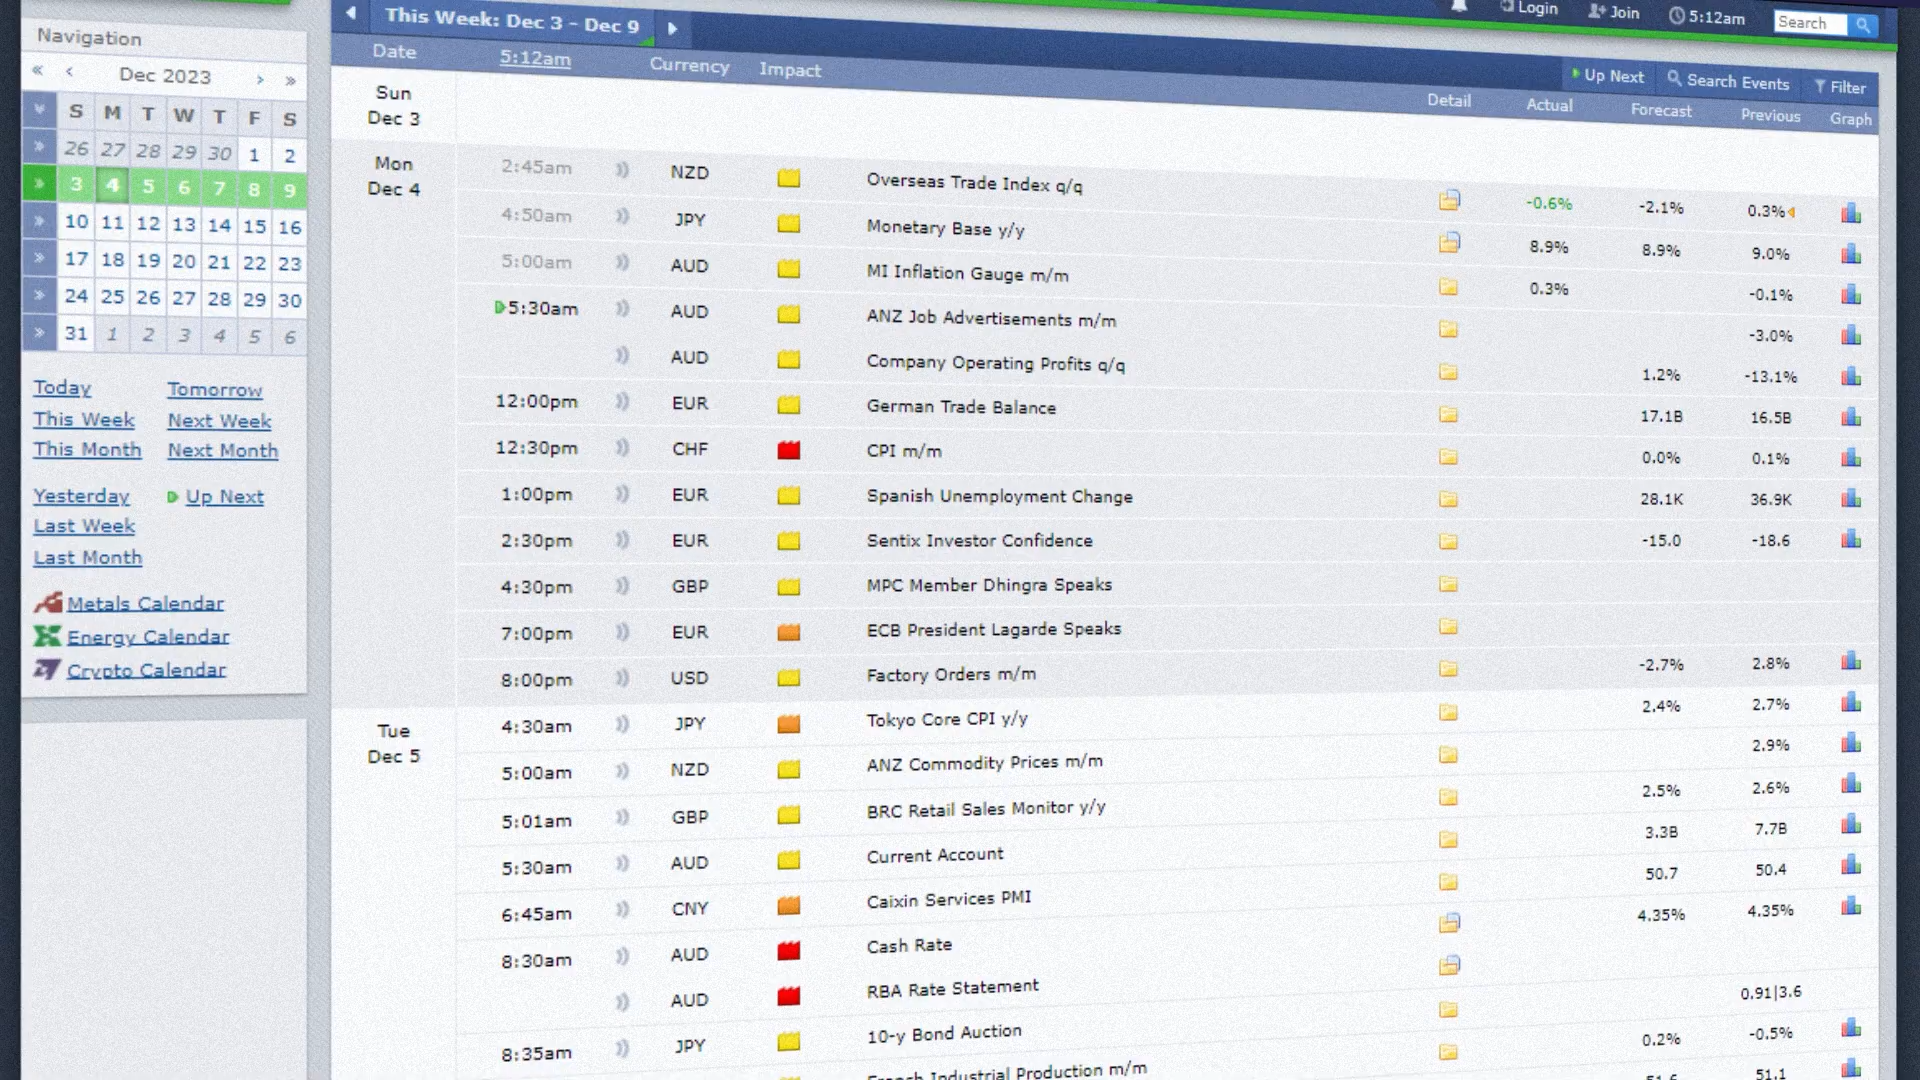 Navigation
« ‹ Dec 2023 › »
S M T W T F S
26 27 28 29 30 1 2
3 4 5 6 7 8 9
10 11 12 13 14 15 16
17 18 19 20 21 22 23
24 25 26 27 28 29 30
31 1 2 3 4 5 6
Today Tomorrow
This Week Next Week
This Month Next Month
Yesterday Up Next
Last Week
Last Month
Metals Calendar
Energy Calendar
Crypto Calendar
This Week: Dec 3 - Dec 9
Login Join 5:12am Search
Up Next Search Events Filter
Date 5:12am Currency Impact Detail Actual Forecast Previous Graph
Sun
Dec 3
Mon
Dec 4
2:45am NZD Overseas Trade Index q/q -0.6% -2.1% 0.3%
4:50am JPY Monetary Base y/y 8.9% 8.9% 9.0%
5:00am AUD MI Inflation Gauge m/m 0.3% -0.1%
5:30am AUD ANZ Job Advertisements m/m -3.0%
AUD Company Operating Profits q/q 1.2% -13.1%
12:00pm EUR German Trade Balance 17.1B 16.5B
12:30pm CHF CPI m/m 0.0% 0.1%
1:00pm EUR Spanish Unemployment Change 28.1K 36.9K
2:30pm EUR Sentix Investor Confidence -15.0 -18.6
4:30pm GBP MPC Member Dhingra Speaks
7:00pm EUR ECB President Lagarde Speaks
8:00pm USD Factory Orders m/m -2.7% 2.8%
Tue
Dec 5
4:30am JPY Tokyo Core CPI y/y 2.4% 2.7%
5:00am NZD ANZ Commodity Prices m/m 2.9%
5:01am GBP BRC Retail Sales Monitor y/y 2.5% 2.6%
5:30am AUD Current Account 3.3B 7.7B
6:45am CNY Caixin Services PMI 50.7 50.4
8:30am AUD Cash Rate 4.35% 4.35%
AUD RBA Rate Statement
8:35am JPY 10-y Bond Auction 0.91|3.6
French Industrial Production m/m 0.2% -0.5%
51.6 51.1